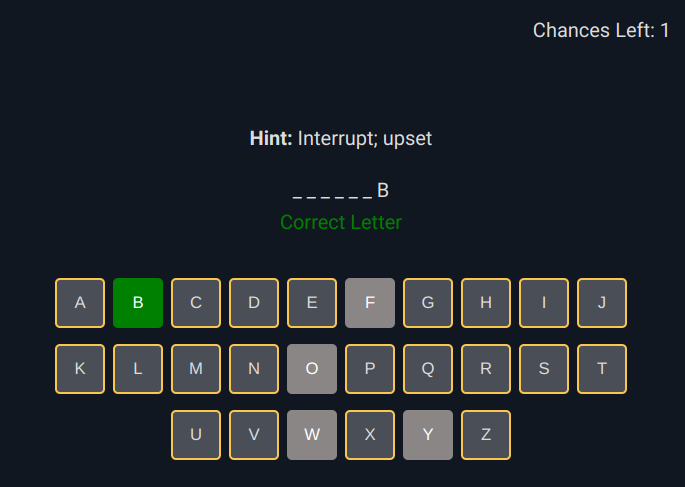 Chances Left: 1
Hint: Interrupt; upset
_ _ _ _ _ _ B
Correct Letter
A B C D E F G H I J
K L M N O P Q R S T
U V W X Y Z